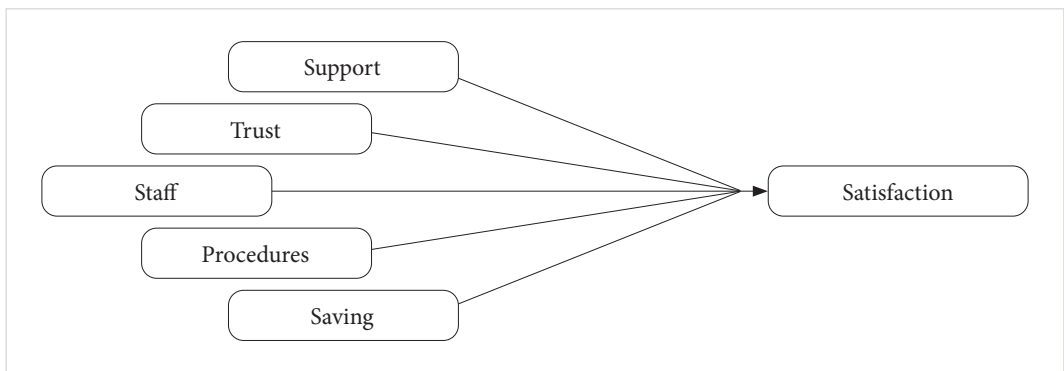 Support
Trust
Staff
Satisfaction
Procedures
Saving